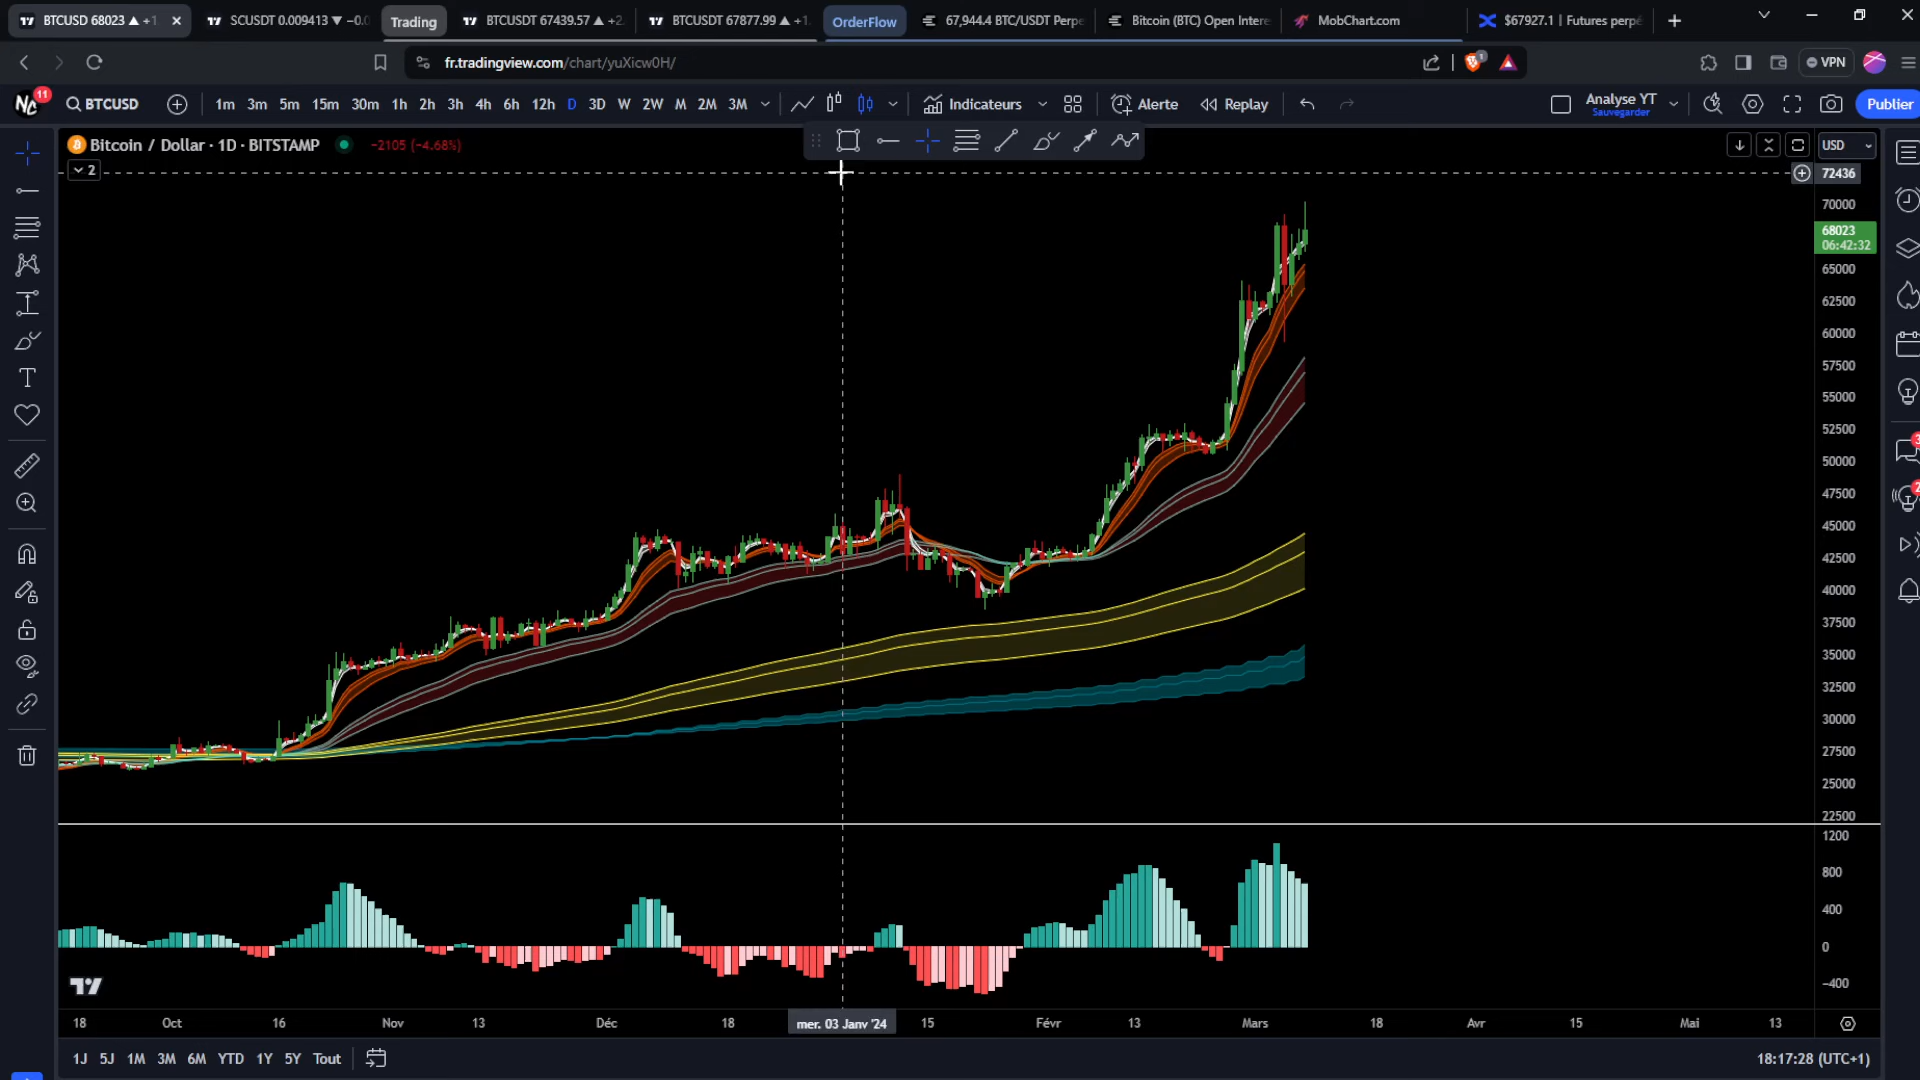 BTCUSD 68023 ▲ +1
SCUSDT 0.009413 ▼ −0.0
Trading
BTCUSDT 67439.57 ▲ +2.
BTCUSDT 67877.99 ▲ +1.
OrderFlow
67,944.4 BTC/USDT Perpe
Bitcoin (BTC) Open Intere
MobChart.com
$67927.1 | Futures perpé
fr.tradingview.com/chart/yuXicw0H/
1
VPN
11
BTCUSD
1m 3m 5m 15m 30m 1h 2h 3h 4h 6h 12h D 3D W 2W M 2M 3M
Indicateurs
Alerte
Replay
Analyse YT
Sauvegarder
Publier
Bitcoin / Dollar · 1D · BITSTAMP
−2105 (−4.68%)
2
USD
72436
70000
68023
06:42:32
65000
62500
60000
57500
55000
52500
50000
47500
45000
42500
40000
37500
35000
32500
30000
27500
25000
22500
1200
800
400
0
−400
18 Oct 16 Nov 13 Déc 18 mer. 03 Janv '24 15 Févr 13 Mars 18 Avr 15 Mai 13
1J 5J 1M 3M 6M YTD 1Y 5Y Tout
18:17:28 (UTC+1)